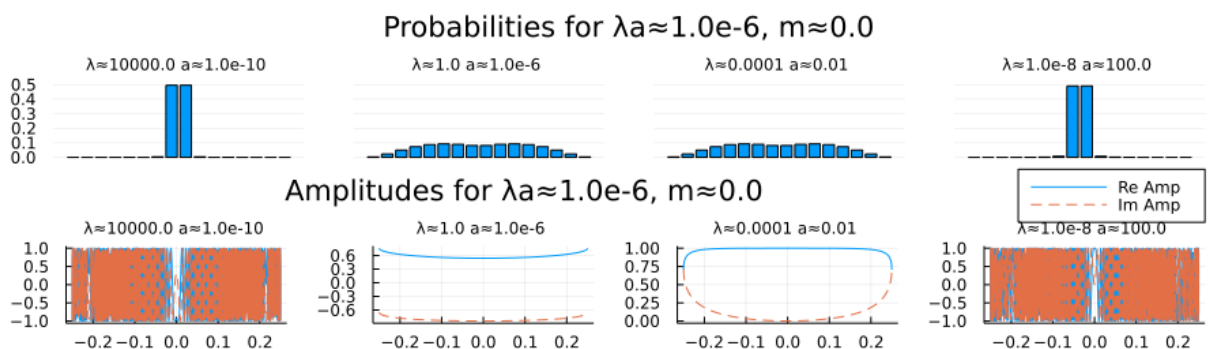 Probabilities for λa≈1.0e-6, m≈0.0
λ≈10000.0 a≈1.0e-10 λ≈1.0 a≈1.0e-6 λ≈0.0001 a≈0.01 λ≈1.0e-8 a≈100.0
0.5
0.4
0.3
0.2
0.1
0.0
Amplitudes for λa≈1.0e-6, m≈0.0
Re Amp
Im Amp
λ≈10000.0 a≈1.0e-10 λ≈1.0 a≈1.0e-6 λ≈0.0001 a≈0.01 λ≈1.0e-8 a≈100.0
1.0
0.5
0.0
−0.5
−1.0
−0.2 −0.1 0.0 0.1 0.2
0.6
0.3
0.0
−0.3
−0.6
−0.2 −0.1 0.0 0.1 0.2
1.00
0.75
0.50
0.25
0.00
−0.2 −0.1 0.0 0.1 0.2
1.0
0.5
0.0
−0.5
−1.0
−0.2 −0.1 0.0 0.1 0.2